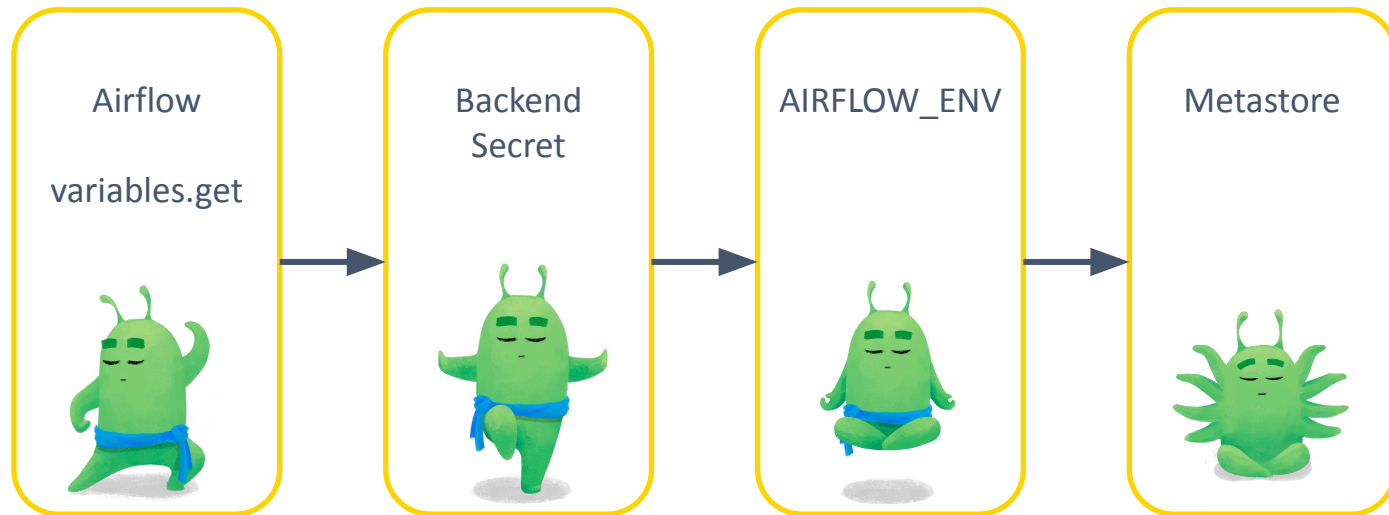 Airflow
variables.get
Backend
Secret
AIRFLOW_ENV
Metastore